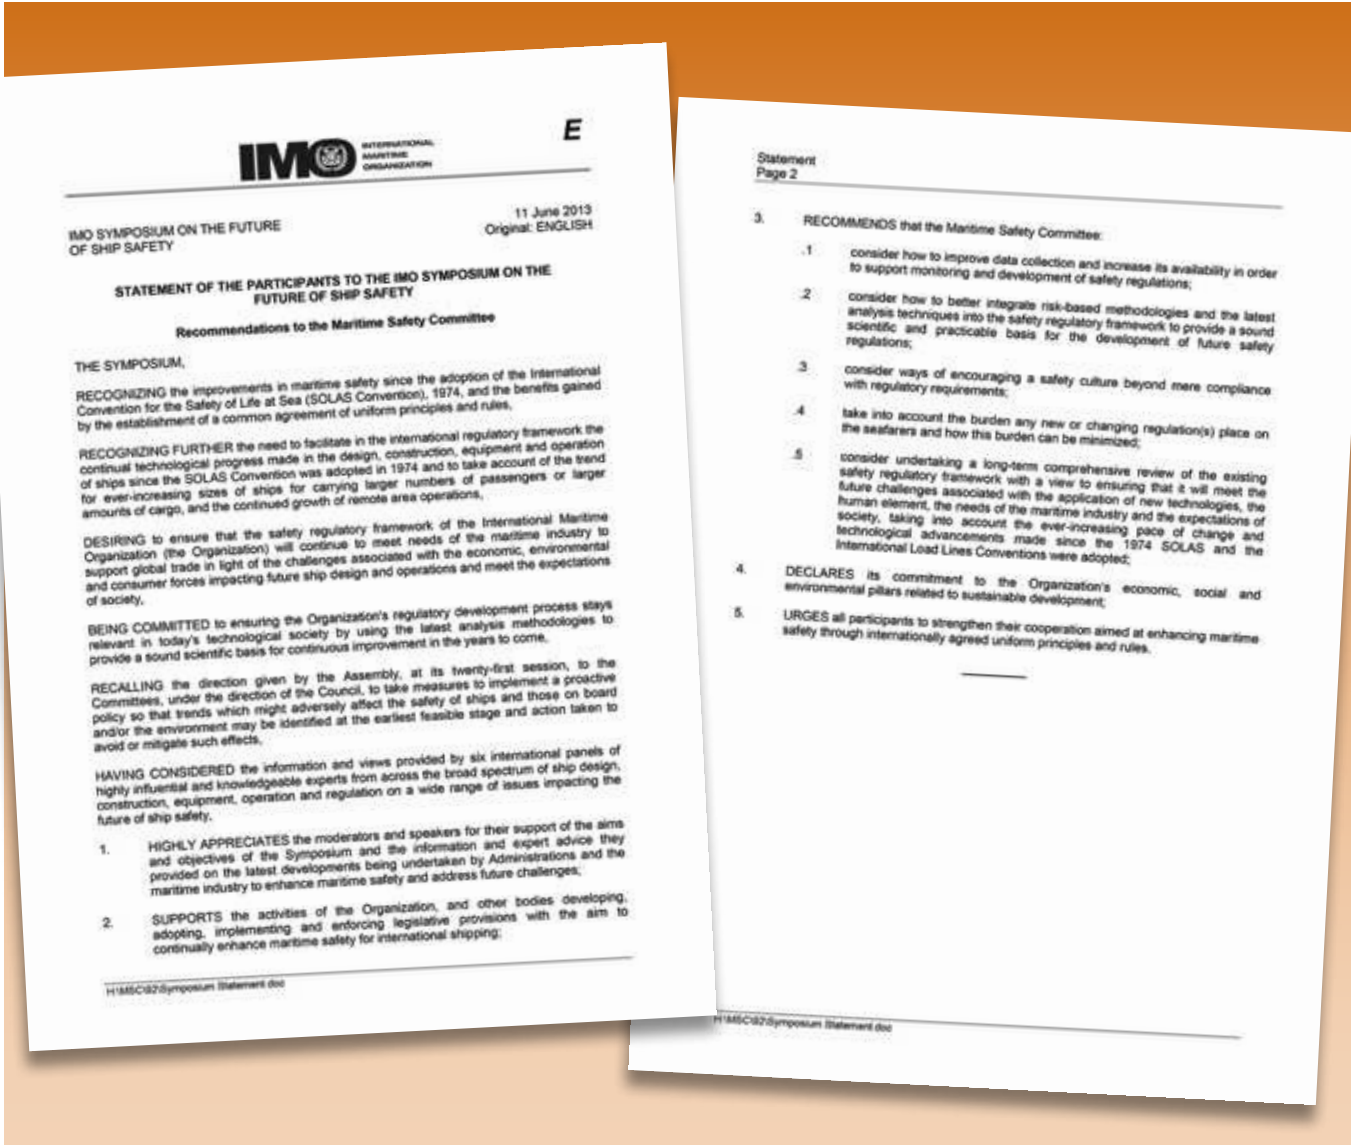 IMO
INTERNATIONAL
MARITIME
ORGANIZATION
E
IMO SYMPOSIUM ON THE FUTURE
OF SHIP SAFETY
11 June 2013
Original: ENGLISH
STATEMENT OF THE PARTICIPANTS TO THE IMO SYMPOSIUM ON THE
FUTURE OF SHIP SAFETY
Recommendations to the Maritime Safety Committee
THE SYMPOSIUM,
RECOGNIZING the improvements in maritime safety since the adoption of the International
Convention for the Safety of Life at Sea (SOLAS Convention), 1974, and the benefits gained
by the establishment of a common agreement of uniform principles and rules,
RECOGNIZING FURTHER the need to facilitate in the international regulatory framework the
continual technological progress made in the design, construction, equipment and operation
of ships since the SOLAS Convention was adopted in 1974 and to take account of the trend
for ever-increasing sizes of ships for carrying larger numbers of passengers or larger
amounts of cargo, and the continued growth of remote area operations,
DESIRING to ensure that the safety regulatory framework of the International Maritime
Organization (the Organization) will continue to meet needs of the maritime industry to
support global trade in light of the challenges associated with the economic, environmental
and consumer forces impacting future ship design and operations and meet the expectations
of society,
BEING COMMITTED to ensuring the Organization's regulatory development process stays
relevant in today's technological society by using the latest analysis methodologies to
provide a sound scientific basis for continuous improvement in the years to come,
RECALLING the direction given by the Assembly, at its twenty-first session, to the
Committees, under the direction of the Council, to take measures to implement a proactive
policy so that trends which might adversely affect the safety of ships and those on board
and/or the environment may be identified at the earliest feasible stage and action taken to
avoid or mitigate such effects,
HAVING CONSIDERED the information and views provided by six international panels of
highly influential and knowledgeable experts from across the broad spectrum of ship design,
construction, equipment, operation and regulation on a wide range of issues impacting the
future of ship safety,
1. HIGHLY APPRECIATES the moderators and speakers for their support of the aims
and objectives of the Symposium and the information and expert advice they
provided on the latest developments being undertaken by Administrations and the
maritime industry to enhance maritime safety and address future challenges;
2. SUPPORTS the activities of the Organization, and other bodies developing,
adopting, implementing and enforcing legislative provisions with the aim to
continually enhance maritime safety for international shipping;
H:\MSC\92\Symposium Statement.doc
Statement
Page 2
3. RECOMMENDS that the Maritime Safety Committee:
.1 consider how to improve data collection and increase its availability in order
to support monitoring and development of safety regulations;
.2 consider how to better integrate risk-based methodologies and the latest
analysis techniques into the safety regulatory framework to provide a sound
scientific and practicable basis for the development of future safety
regulations;
.3 consider ways of encouraging a safety culture beyond mere compliance
with regulatory requirements;
.4 take into account the burden any new or changing regulation(s) place on
the seafarers and how this burden can be minimized;
.5 consider undertaking a long-term comprehensive review of the existing
safety regulatory framework with a view to ensuring that it will meet the
future challenges associated with the application of new technologies, the
human element, the needs of the maritime industry and the expectations of
society, taking into account the ever-increasing pace of change and
technological advancements made since the 1974 SOLAS and the
International Load Lines Conventions were adopted;
4. DECLARES its commitment to the Organization's economic, social and
environmental pillars related to sustainable development;
5. URGES all participants to strengthen their cooperation aimed at enhancing maritime
safety through internationally agreed uniform principles and rules.
H:\MSC\92\Symposium Statement.doc